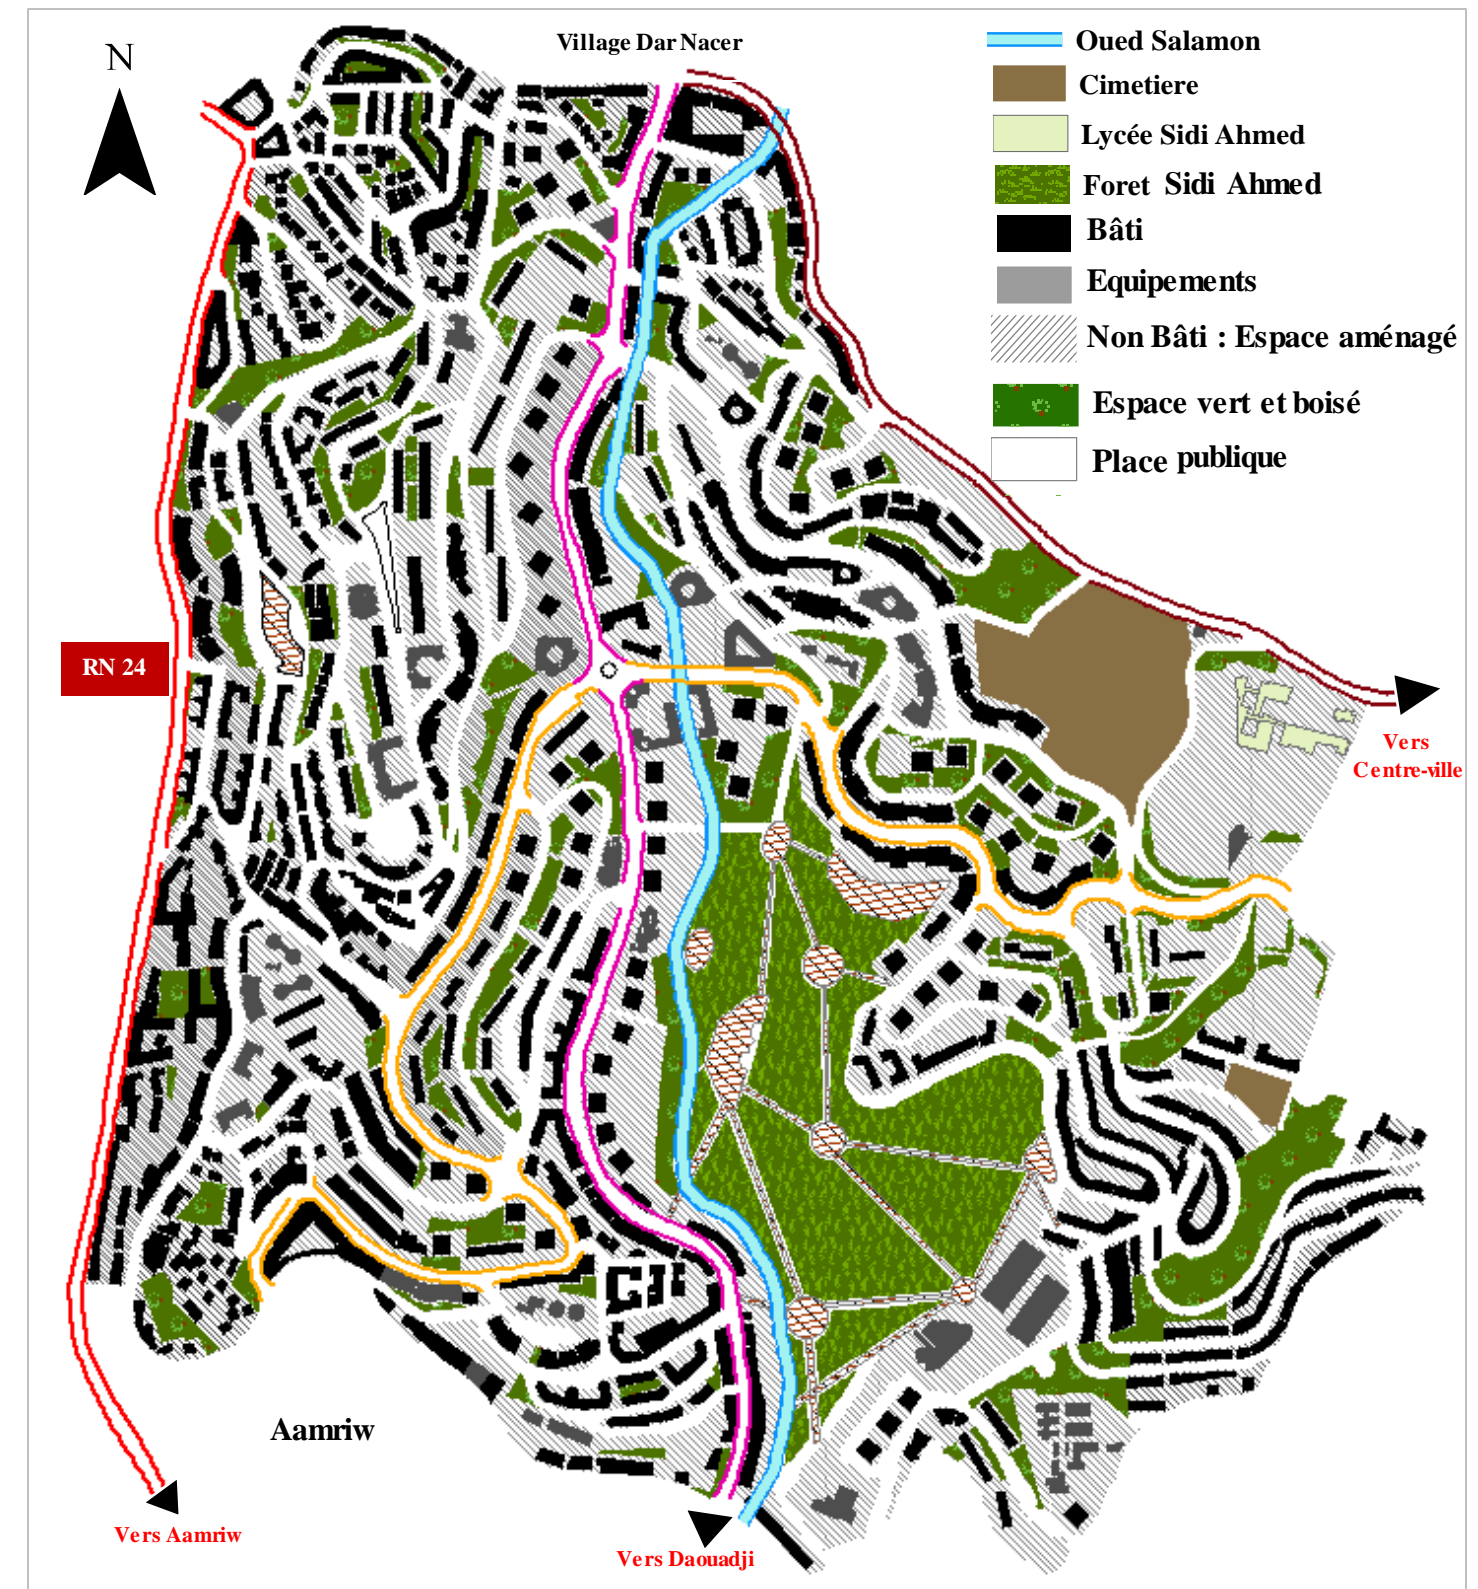 N
Village Dar Nacer
Oued Salamon
Cimetiere
Lycée Sidi Ahmed
Foret Sidi Ahmed
Bâti
Equipements
Non Bâti : Espace aménagé
Espace vert et boisé
Place publique
RN 24
Vers
Centre-ville
Aamriw
Vers Aamriw
Vers Daouadji